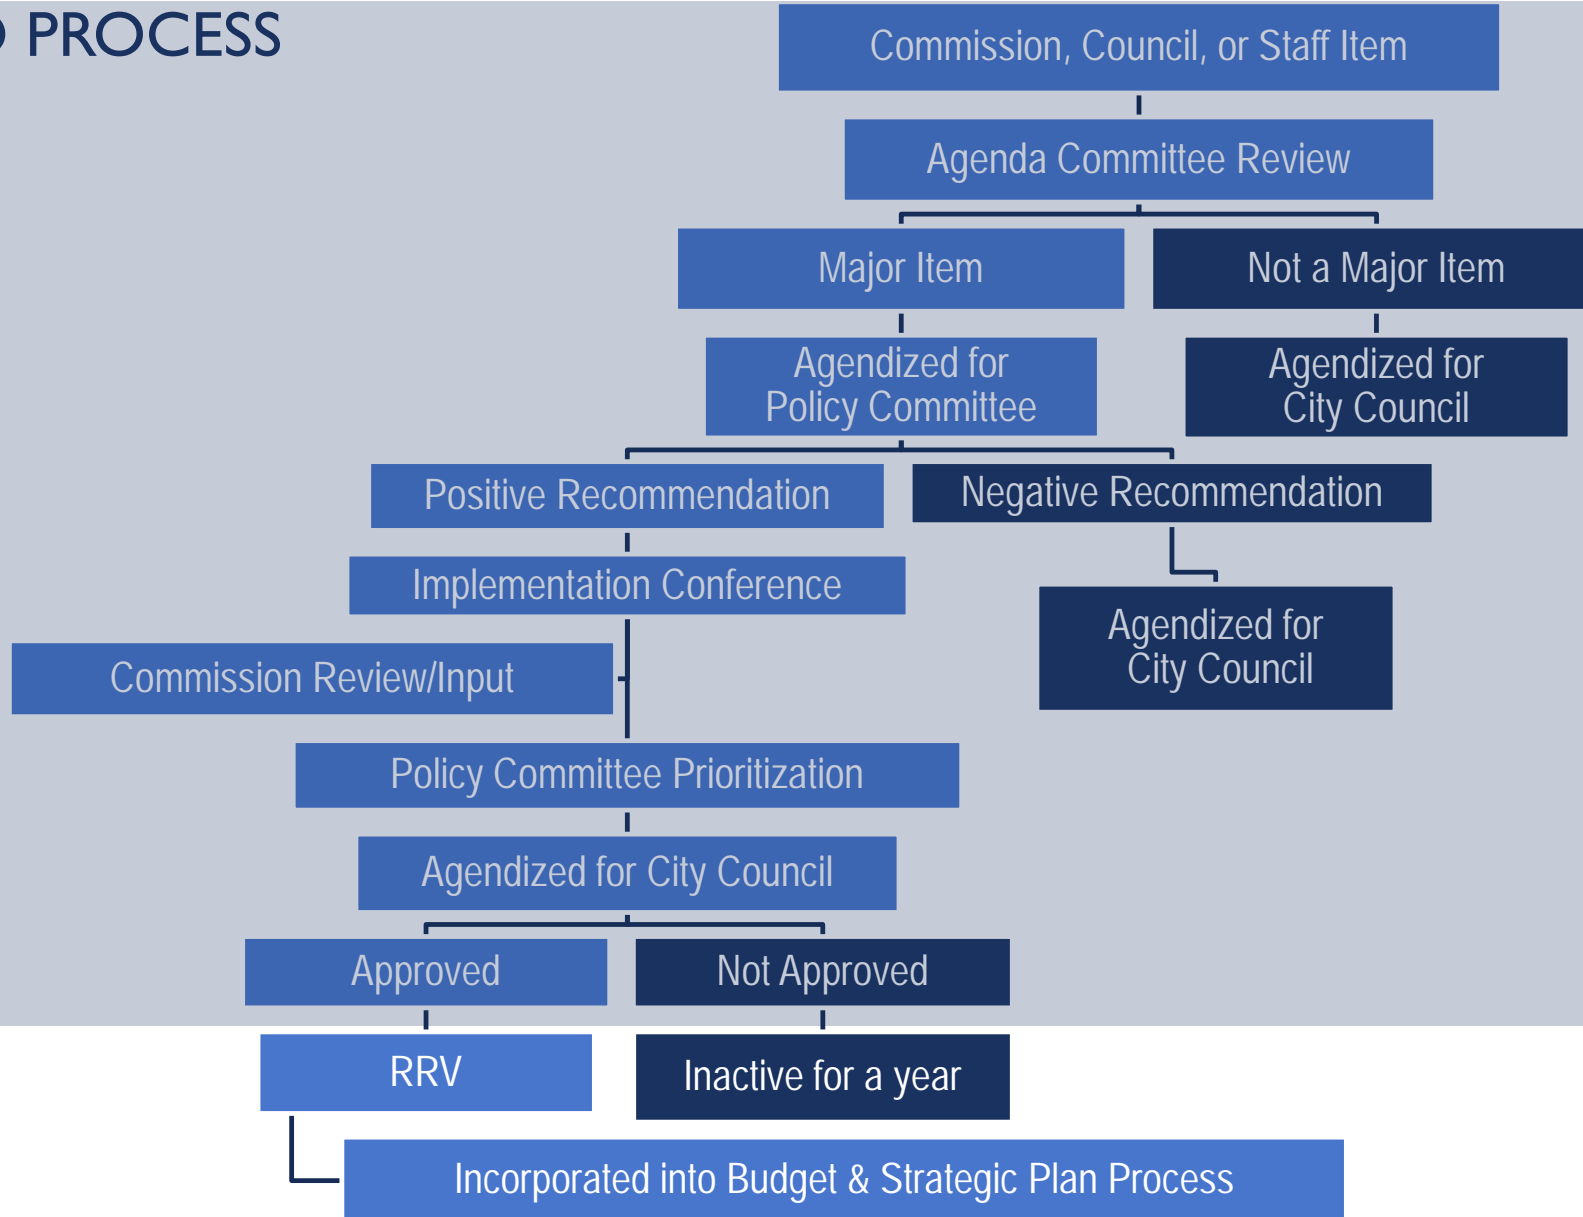 PROCESS
Commission, Council, or Staff Item
Agenda Committee Review
Major Item
Not a Major Item
Agendized for
Policy Committee
Agendized for
City Council
Positive Recommendation
Negative Recommendation
Implementation Conference
Agendized for
City Council
Commission Review/Input
Policy Committee Prioritization
Agendized for City Council
Approved
Not Approved
RRV
Inactive for a year
Incorporated into Budget & Strategic Plan Process